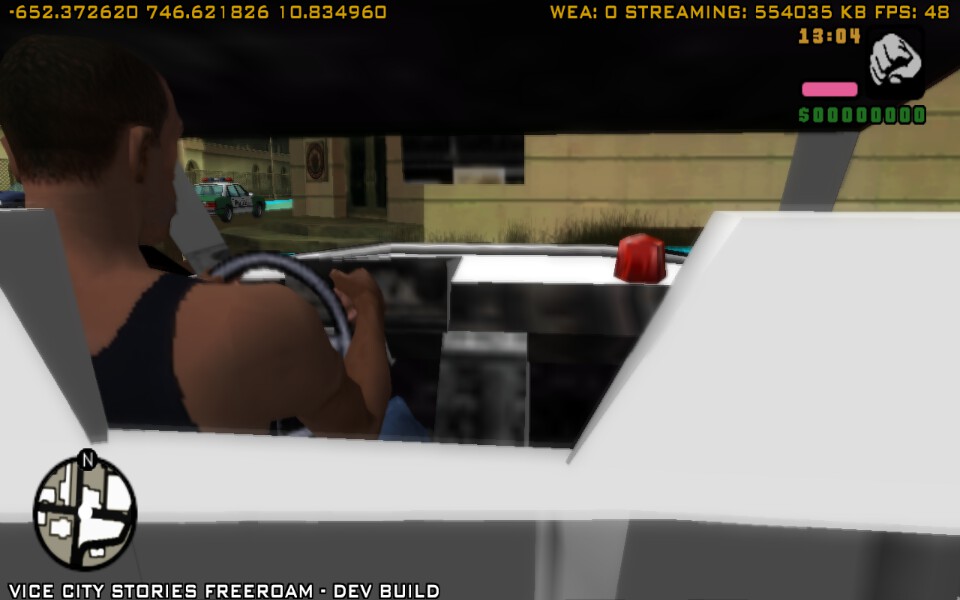 -652.372620 746.621826 10.834960
WEA: 0 STREAMING: 554035 KB FPS: 48
13:04
$00000000
N
VICE CITY STORIES FREEROAM - DEV BUILD